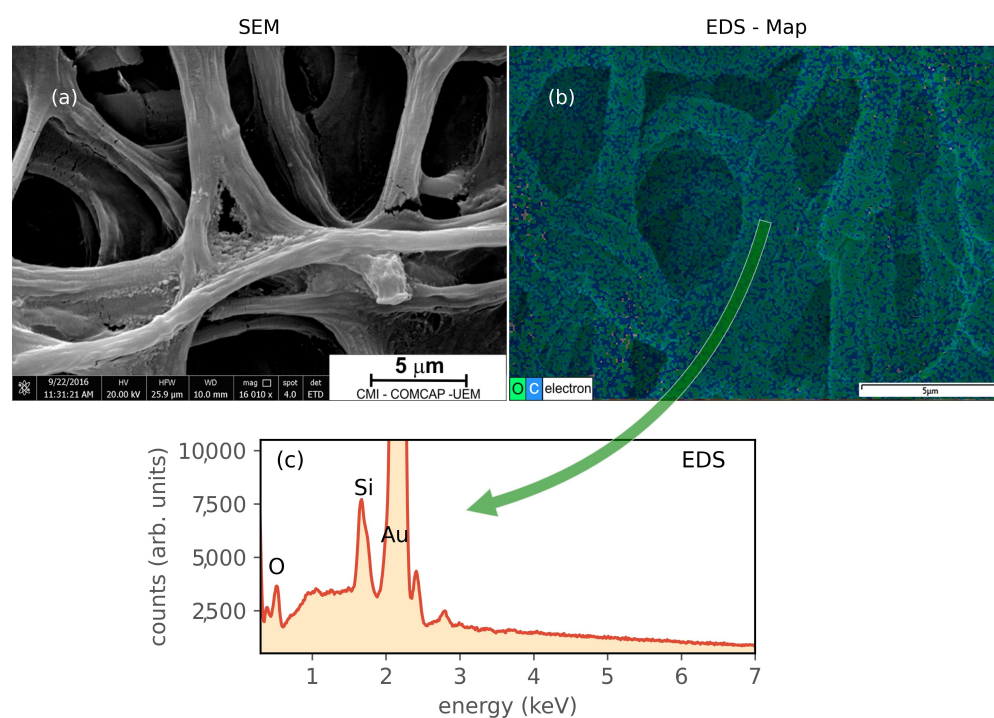 SEM
EDS - Map
(a)
(b)
9/22/2016
11:31:21 AM
HV
20.00 kV
HFW
25.9 µm
WD
10.0 mm
mag
16 010 x
spot
4.0
det
ETD
5 µm
CMI - COMCAP -UEM
O C electron
5µm
(c)
EDS
10,000
7,500
5,000
2,500
counts (arb. units)
O
Si
Au
1 2 3 4 5 6 7
energy (keV)